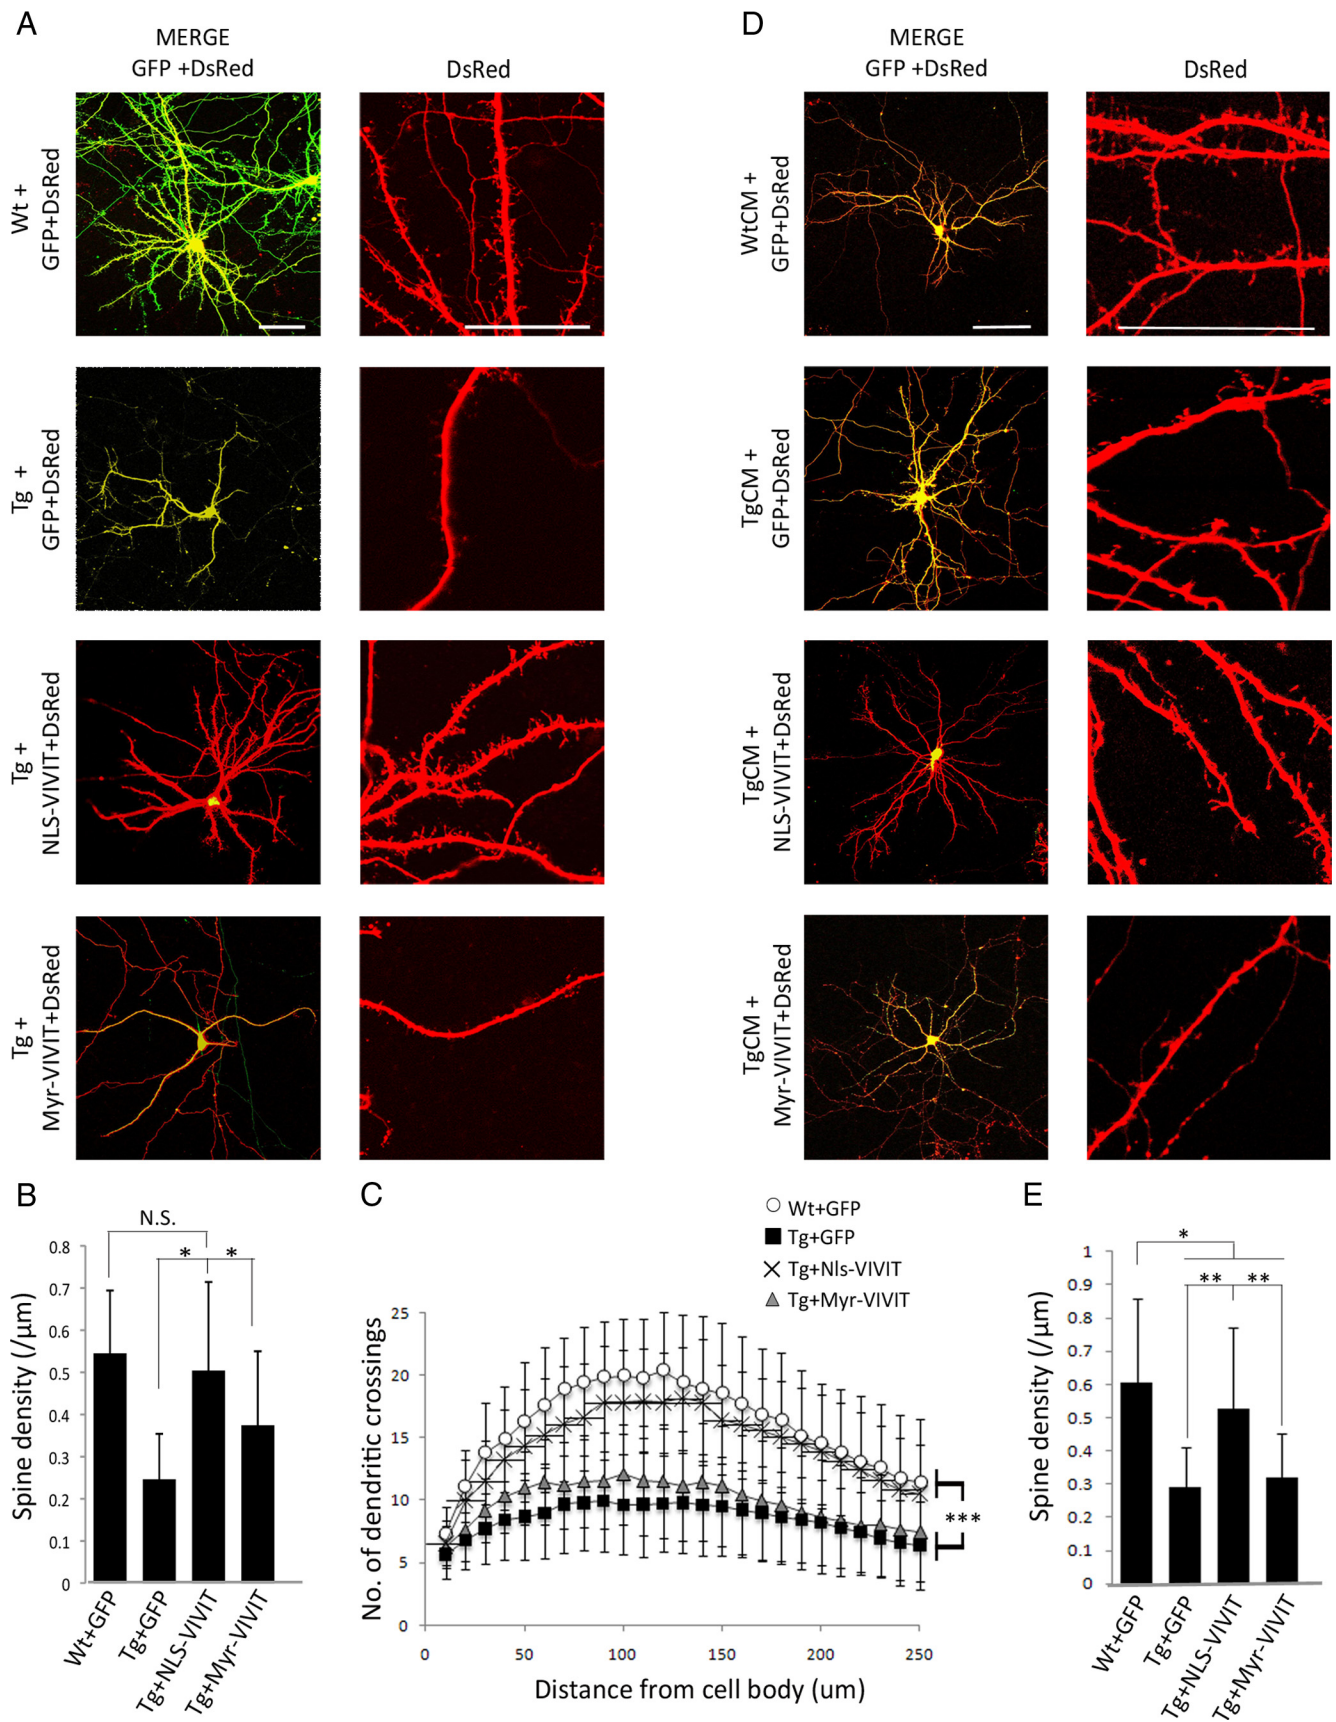 A
MERGE
GFP +DsRed
DsRed
Wt +
GFP+DsRed
Tg +
GFP+DsRed
Tg +
NLS-VIVIT+DsRed
Tg +
Myr-VIVIT+DsRed
D
MERGE
GFP +DsRed
DsRed
WtCM +
GFP+DsRed
TgCM +
GFP+DsRed
TgCM +
NLS-VIVIT+DsRed
TgCM +
Myr-VIVIT+DsRed
B
N.S.
* *
Spine density (/µm)
0.8
0.7
0.6
0.5
0.4
0.3
0.2
0.1
0
Wt+GFP
Tg+GFP
Tg+NLS-VIVIT
Tg+Myr-VIVIT
C
Wt+GFP
Tg+GFP
Tg+Nls-VIVIT
Tg+Myr-VIVIT
No. of dendritic crossings
25
20
15
10
5
0
***
0 50 100 150 200 250
Distance from cell body (um)
E
*
** **
Spine density (/µm)
1
0.9
0.8
0.7
0.6
0.5
0.4
0.3
0.2
0.1
0
Wt+GFP
Tg+GFP
Tg+NLS-VIVIT
Tg+Myr-VIVIT